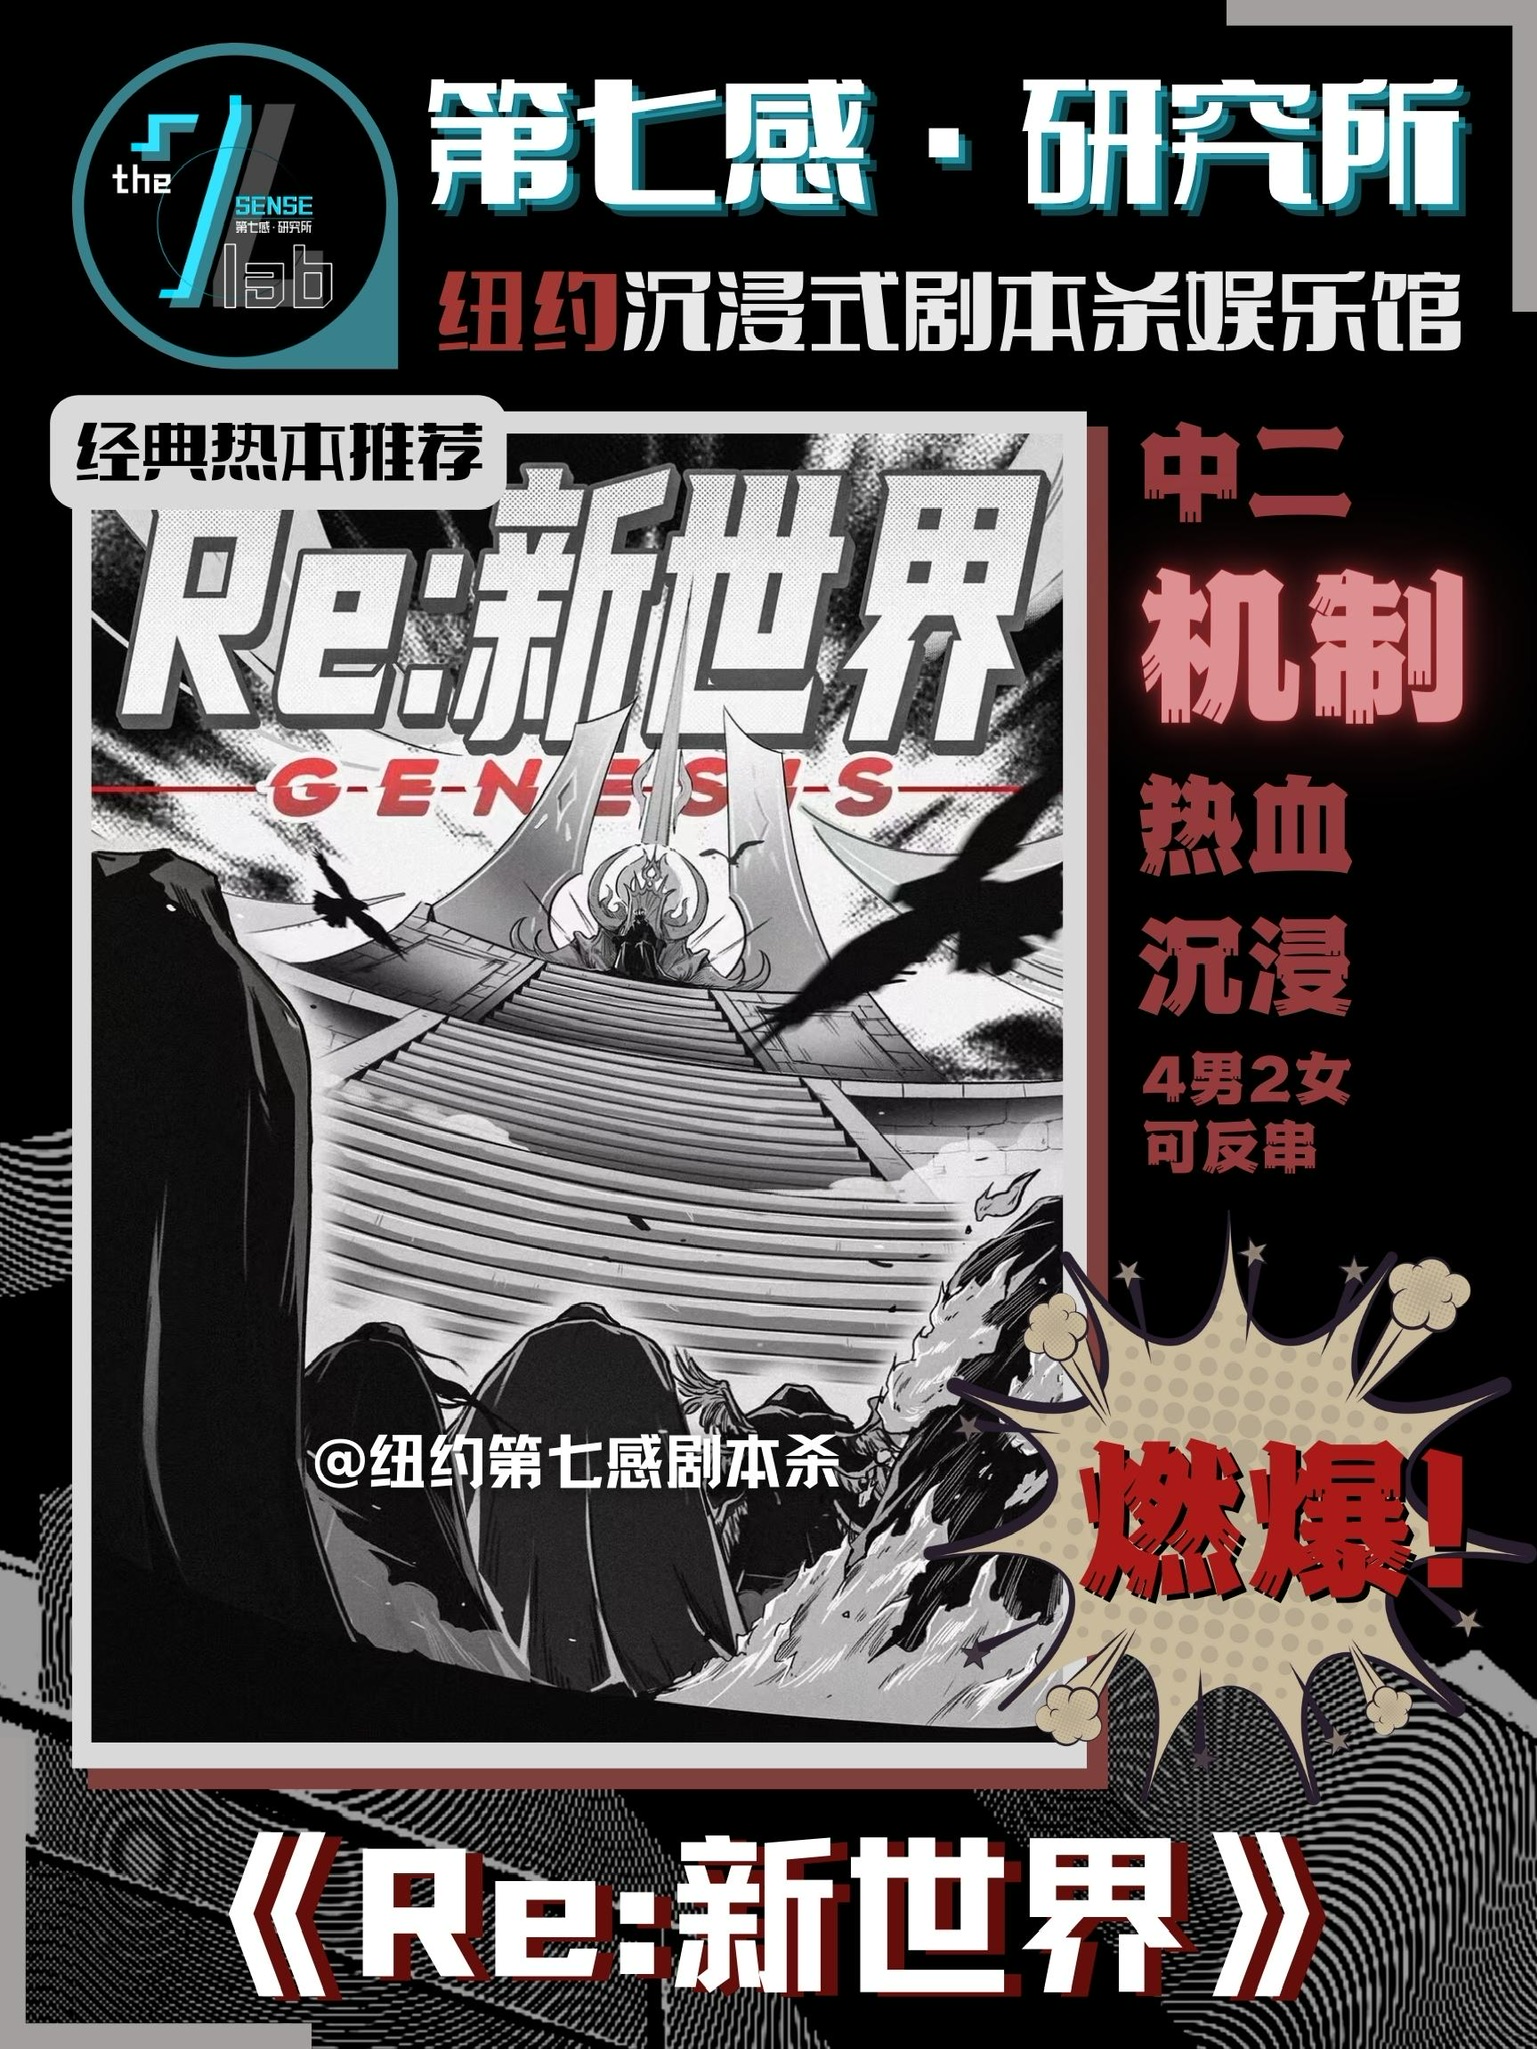 the
SENSE
第七感·研究所
lab
第七感·研究所
纽约沉浸式剧本杀娱乐馆
经典热本推荐
Re:新世界
GENESIS
中二
机制
热血
沉浸
4男2女
可反串
@纽约第七感剧本杀
燃爆!
《Re:新世界》